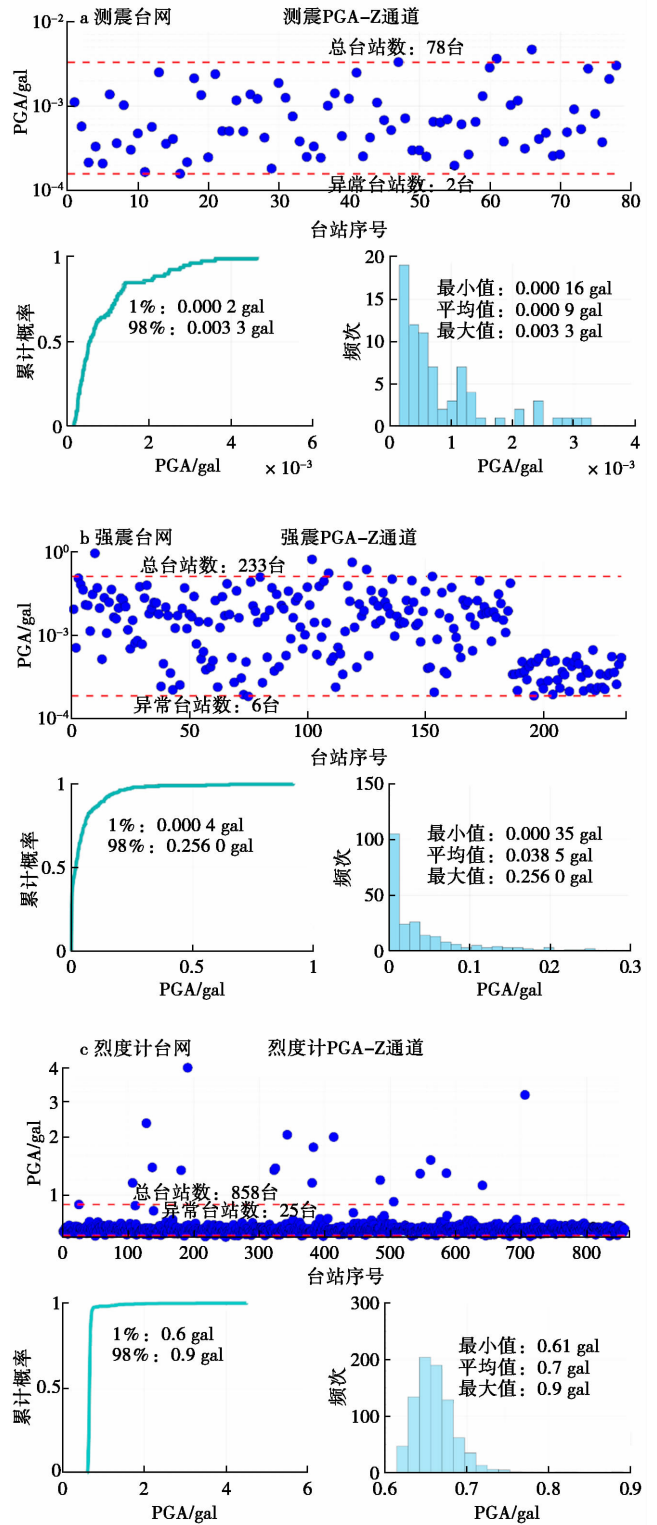 a 测震台网 测震PGA-Z通道
总台站数：78台
异常台站数：2台
PGA/gal
10⁻²
10⁻³
10⁻⁴
0 10 20 30 40 50 60 70 80
台站序号
累计概率
1
0.5
0
1%：0.000 2 gal
98%：0.003 3 gal
0 2 4 6
PGA/gal × 10⁻³
频次
20
15
10
5
0
最小值：0.000 16 gal
平均值：0.000 9 gal
最大值：0.003 3 gal
0 1 2 3 4
PGA/gal × 10⁻³
b 强震台网 强震PGA-Z通道
总台站数：233台
异常台站数：6台
PGA/gal
10⁰
10⁻³
10⁻⁴
0 50 100 150 200
台站序号
累计概率
1
0.5
0
1%：0.000 4 gal
98%：0.256 0 gal
0 0.5 1
PGA/gal
频次
150
100
50
0
最小值：0.000 35 gal
平均值：0.038 5 gal
最大值：0.256 0 gal
0 0.1 0.2 0.3
PGA/gal
c 烈度计台网 烈度计PGA-Z通道
总台站数：858台
异常台站数：25台
PGA/gal
4
3
2
1
0 100 200 300 400 500 600 700 800
台站序号
累计概率
1
0.5
0
1%：0.6 gal
98%：0.9 gal
0 2 4 6
PGA/gal
频次
300
200
100
0
最小值：0.61 gal
平均值：0.7 gal
最大值：0.9 gal
0.6 0.7 0.8 0.9
PGA/gal